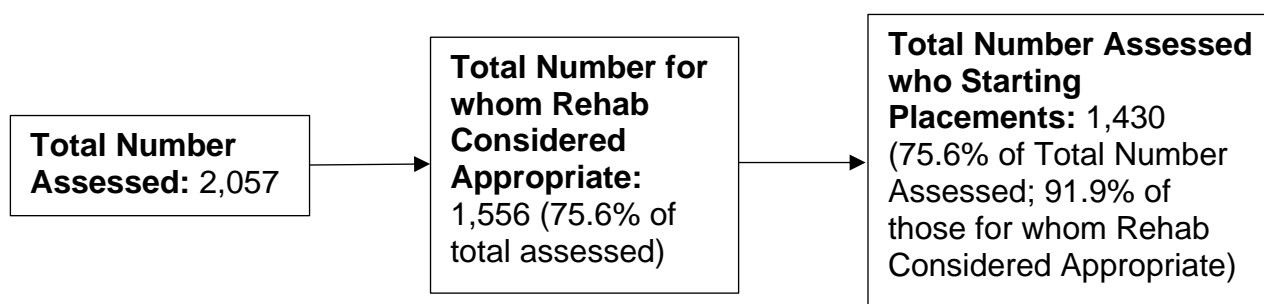 Total Number
Assessed: 2,057
Total Number for
whom Rehab
Considered
Appropriate:
1,556 (75.6% of
total assessed)
Total Number Assessed
who Starting
Placements: 1,430
(75.6% of Total Number
Assessed; 91.9% of
those for whom Rehab
Considered Appropriate)